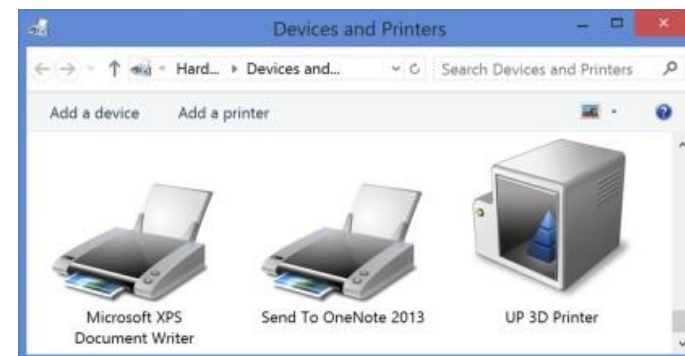 Devices and Printers
Hard... Devices and... Search Devices and Printers
Add a device Add a printer
Microsoft XPS
Document Writer
Send To OneNote 2013
UP 3D Printer